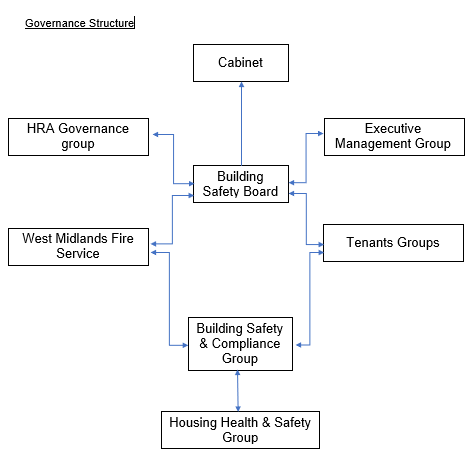 Governance Structure
Cabinet
HRA Governance
group
Executive
Management Group
Building
Safety Board
West Midlands Fire
Service
Tenants Groups
Building Safety
& Compliance
Group
Housing Health & Safety
Group